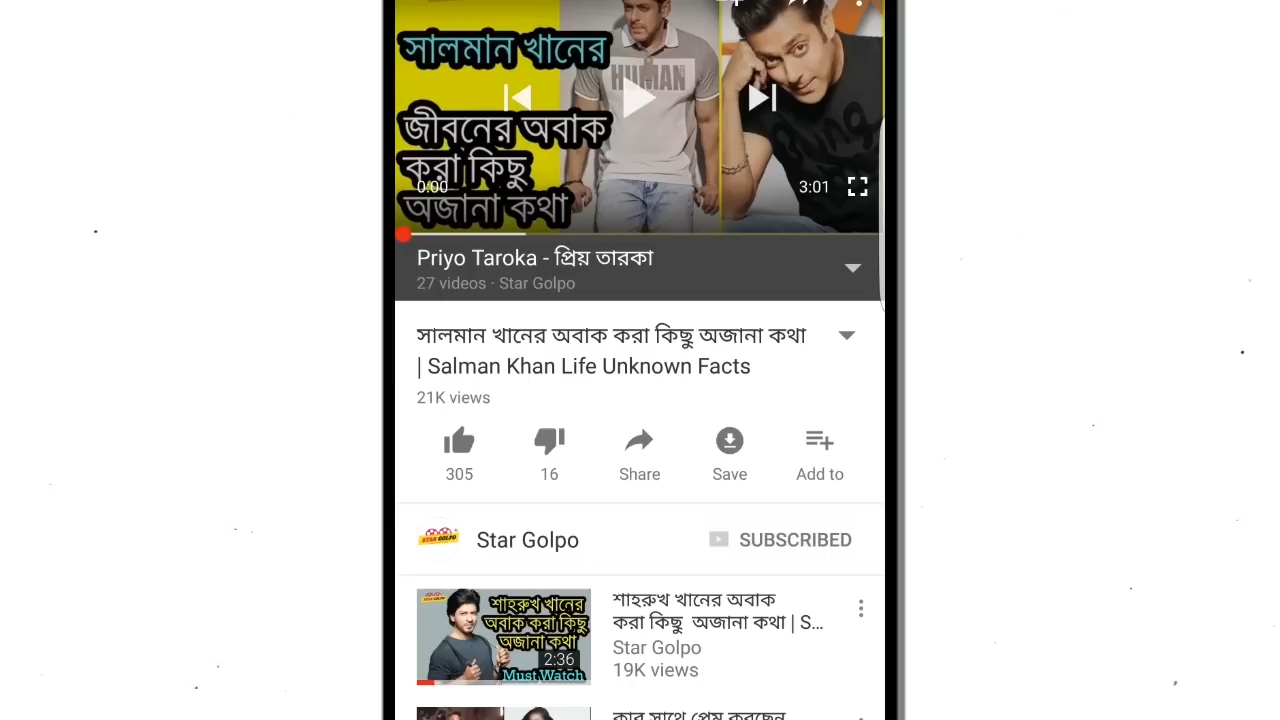 সালমান খানের
HUMAN
জীবনের অবাক
করা কিছু
অজানা কথা
0:00
3:01
Priyo Taroka - প্রিয় তারকা
27 videos · Star Golpo
সালমান খানের অবাক করা কিছু অজানা কথা
| Salman Khan Life Unknown Facts
21K views
305
16
Share
Save
Add to
STAR GOLPO
Star Golpo
SUBSCRIBED
শাহরুখ খানের
অবাক করা কিছু
অজানা কথা
2:36
Must Watch
শাহরুখ খানের অবাক
করা কিছু অজানা কথা | S...
Star Golpo
19K views
কার সাথে প্রেম করছেন